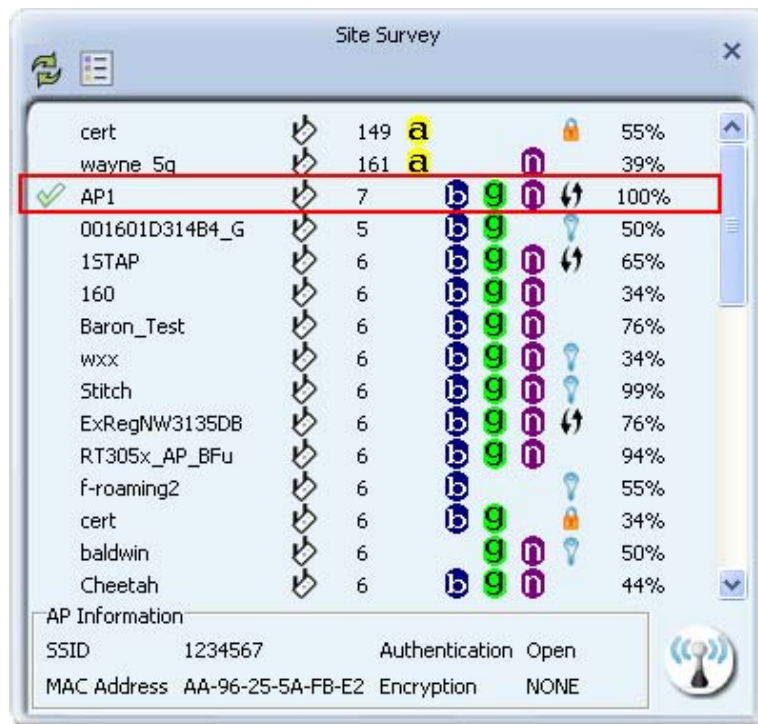 Site Survey
cert 149 a 55%
wayne_5g 161 a n 39%
AP1 7 b g n 100%
001601D314B4_G 5 b g 50%
1STAP 6 b g n 65%
160 6 b g n 34%
Baron_Test 6 b g n 76%
wxx 6 b g n 34%
Stitch 6 b g n 99%
ExRegNW3135DB 6 b g n 76%
RT305x_AP_BFu 6 b g n 94%
f-roaming2 6 b 55%
cert 6 b g 34%
baldwin 6 g n 50%
Cheetah 6 b g n 44%
AP Information
SSID 1234567 Authentication Open
MAC Address AA-96-25-5A-FB-E2 Encryption NONE